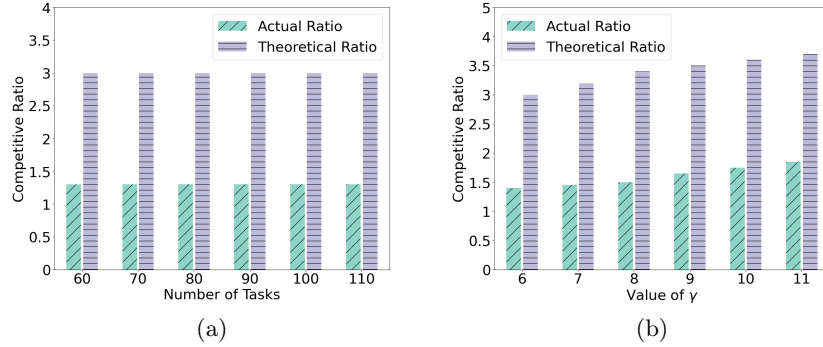 4
3.5
3
2.5
2
1.5
1
0.5
0
Competitive Ratio
Actual Ratio
Theoretical Ratio
60 70 80 90 100 110
Number of Tasks
(a)
5
4.5
4
3.5
3
2.5
2
1.5
1
0.5
0
Competitive Ratio
Actual Ratio
Theoretical Ratio
6 7 8 9 10 11
Value of γ
(b)